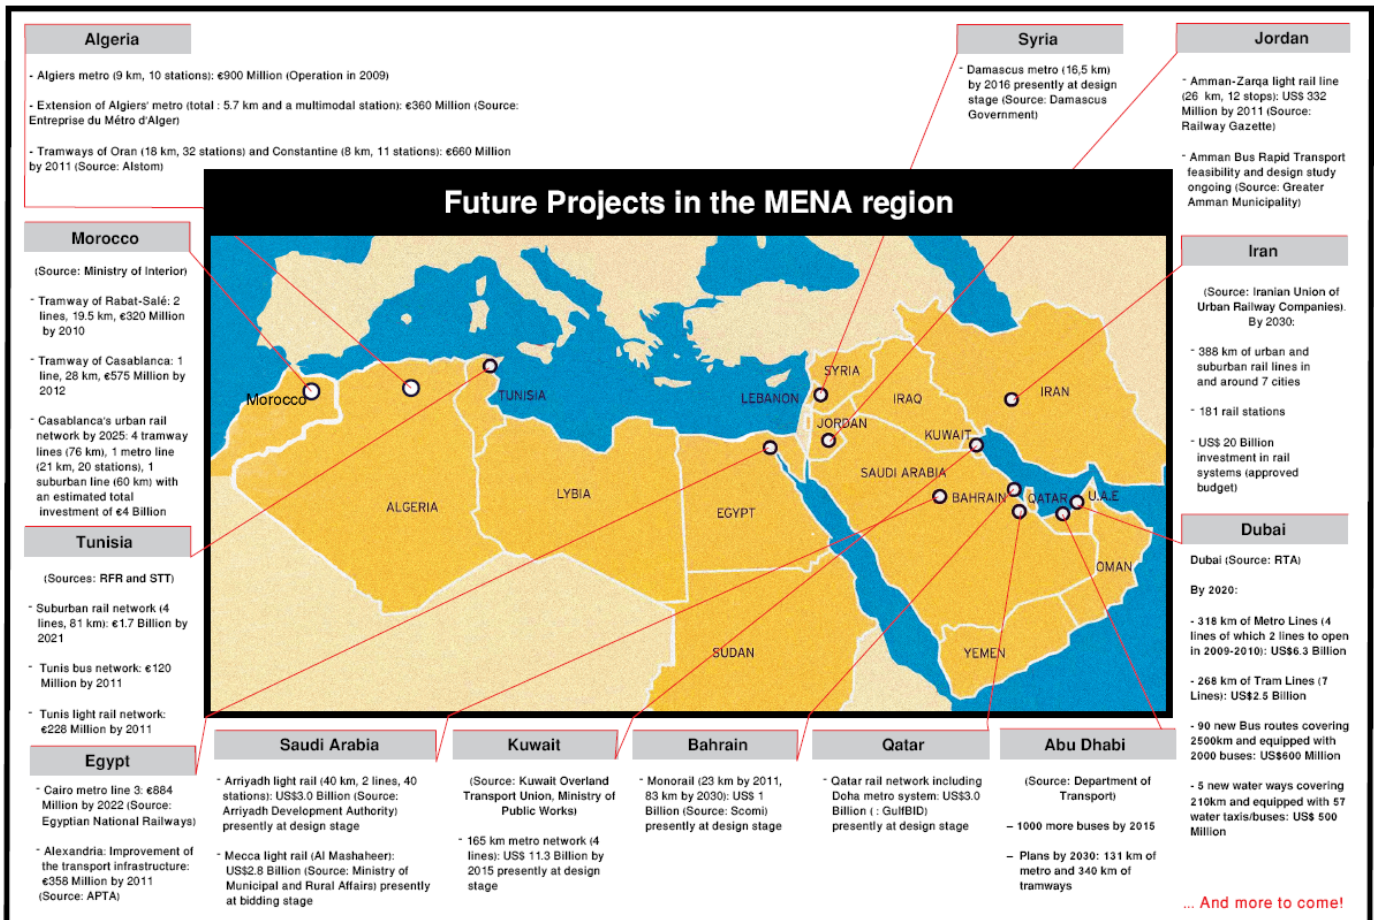 Algeria
- Algiers metro (9 km, 10 stations): €900 Million (Operation in 2009)
- Extension of Algiers' metro (total : 5.7 km and a multimodal station): €360 Million (Source:
Entreprise du Métro d'Alger)
- Tramways of Oran (18 km, 32 stations) and Constantine (8 km, 11 stations): €660 Million
by 2011 (Source: Alstom)
Syria
- Damascus metro (16,5 km)
by 2016 presently at design
stage (Source: Damascus
Government)
Jordan
- Amman-Zarqa light rail line
(26 km, 12 stops): US$ 332
Million by 2011 (Source:
Railway Gazette)
- Amman Bus Rapid Transport
feasibility and design study
ongoing (Source: Greater
Amman Municipality)
Future Projects in the MENA region
Morocco
(Source: Ministry of Interior)
- Tramway of Rabat-Salé: 2
lines, 19.5 km, €320 Million
by 2010
- Tramway of Casablanca: 1
line, 28 km, €575 Million by
2012
- Casablanca's urban rail
network by 2025: 4 tramway
lines (76 km), 1 metro line
(21 km, 20 stations), 1
suburban line (60 km) with
an estimated total
investment of €4 Billion
Iran
(Source: Iranian Union of
Urban Railway Companies).
By 2030:
- 388 km of urban and
suburban rail lines in
and around 7 cities
- 181 rail stations
- US$ 20 Billion
investment in rail
systems (approved
budget)
Morocco
TUNISIA
LEBANON
SYRIA
IRAQ
IRAN
JORDAN
KUWAIT
SAUDI ARABIA
BAHRAIN
QATAR
U.A.E
ALGERIA
LYBIA
EGYPT
OMAN
SUDAN
YEMEN
Tunisia
(Sources: RFR and STT)
- Suburban rail network (4
lines, 81 km): €1.7 Billion by
2021
- Tunis bus network: €120
Million by 2011
- Tunis light rail network:
€228 Million by 2011
Dubai
Dubai (Source: RTA)
By 2020:
- 318 km of Metro Lines (4
lines of which 2 lines to open
in 2009-2010): US$6.3 Billion
- 268 km of Tram Lines (7
Lines): US$2.5 Billion
- 90 new Bus routes covering
2500km and equipped with
2000 buses: US$600 Million
- 5 new water ways covering
210km and equipped with 57
water taxis/buses: US$ 500
Million
Egypt
- Cairo metro line 3: €884
Million by 2022 (Source:
Egyptian National Railways)
- Alexandria: Improvement of
the transport infrastructure:
€358 Million by 2011
(Source: APTA)
Saudi Arabia
- Arriyadh light rail (40 km, 2 lines, 40
stations): US$3.0 Billion (Source:
Arriyadh Development Authority)
presently at design stage
- Mecca light rail (Al Mashaheer):
US$2.8 Billion (Source: Ministry of
Municipal and Rural Affairs) presently
at bidding stage
Kuwait
(Source: Kuwait Overland
Transport Union, Ministry of
Public Works)
- 165 km metro network (4
lines): US$ 11.3 Billion by
2015 presently at design
stage
Bahrain
- Monorail (23 km by 2011,
83 km by 2030): US$ 1
Billion (Source: Scomi)
presently at design stage
Qatar
- Qatar rail network including
Doha metro system: US$3.0
Billion ( : GulfBID)
presently at design stage
Abu Dhabi
(Source: Department of
Transport)
– 1000 more buses by 2015
– Plans by 2030: 131 km of
metro and 340 km of
tramways
... And more to come!